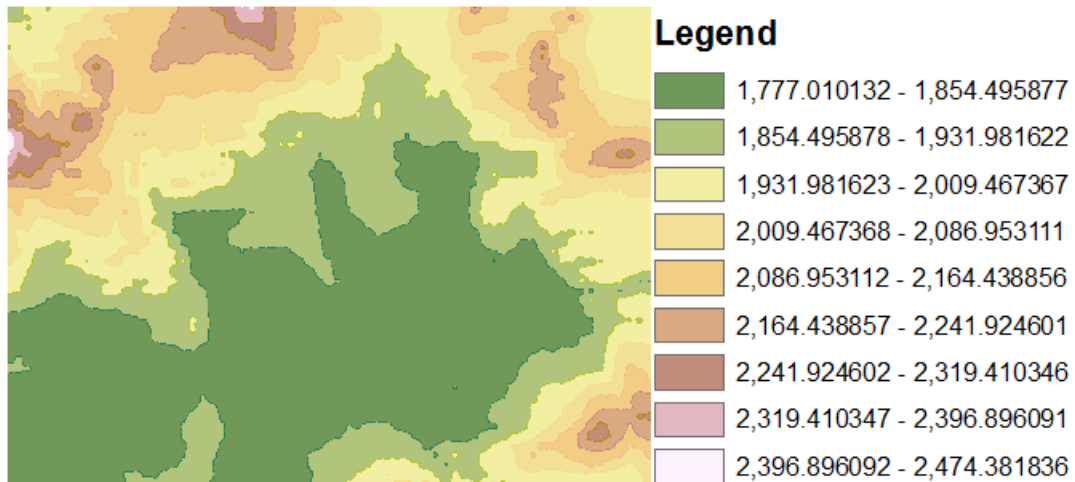 Legend
1,777.010132 - 1,854.495877
1,854.495878 - 1,931.981622
1,931.981623 - 2,009.467367
2,009.467368 - 2,086.953111
2,086.953112 - 2,164.438856
2,164.438857 - 2,241.924601
2,241.924602 - 2,319.410346
2,319.410347 - 2,396.896091
2,396.896092 - 2,474.381836